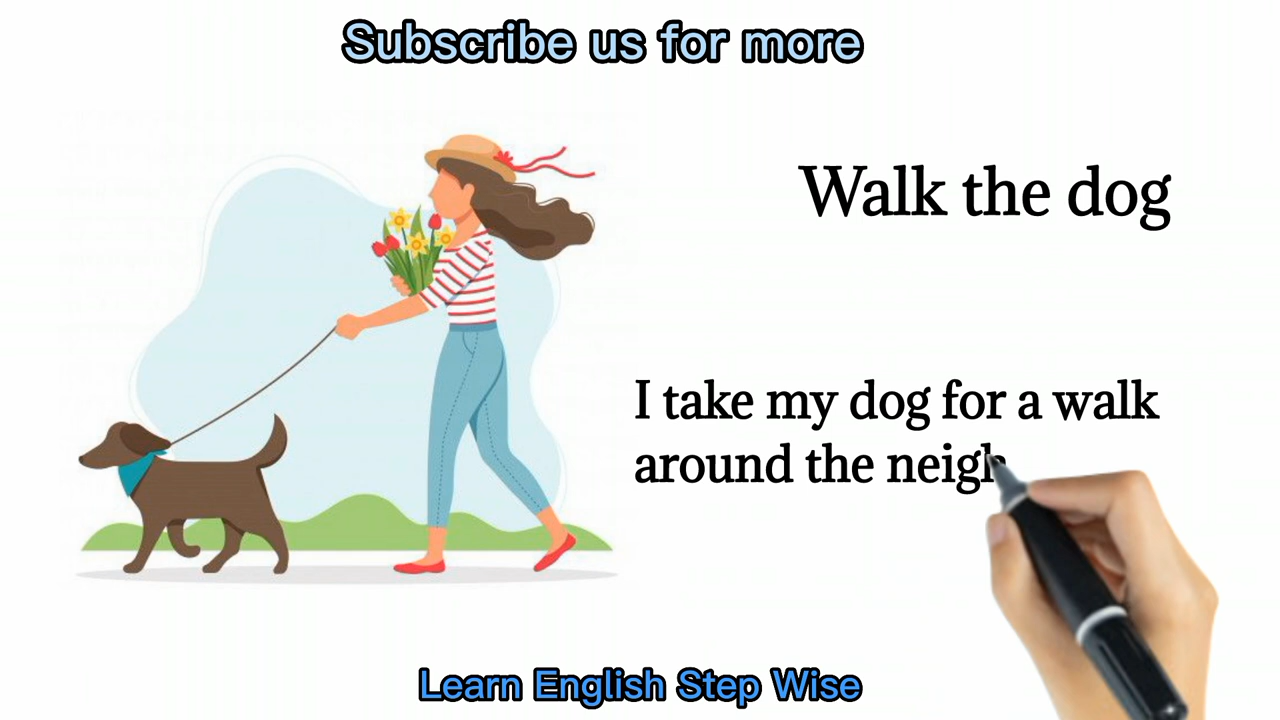 Subscribe us for more
Walk the dog
I take my dog for a walk
around the neigh
Learn English Step Wise